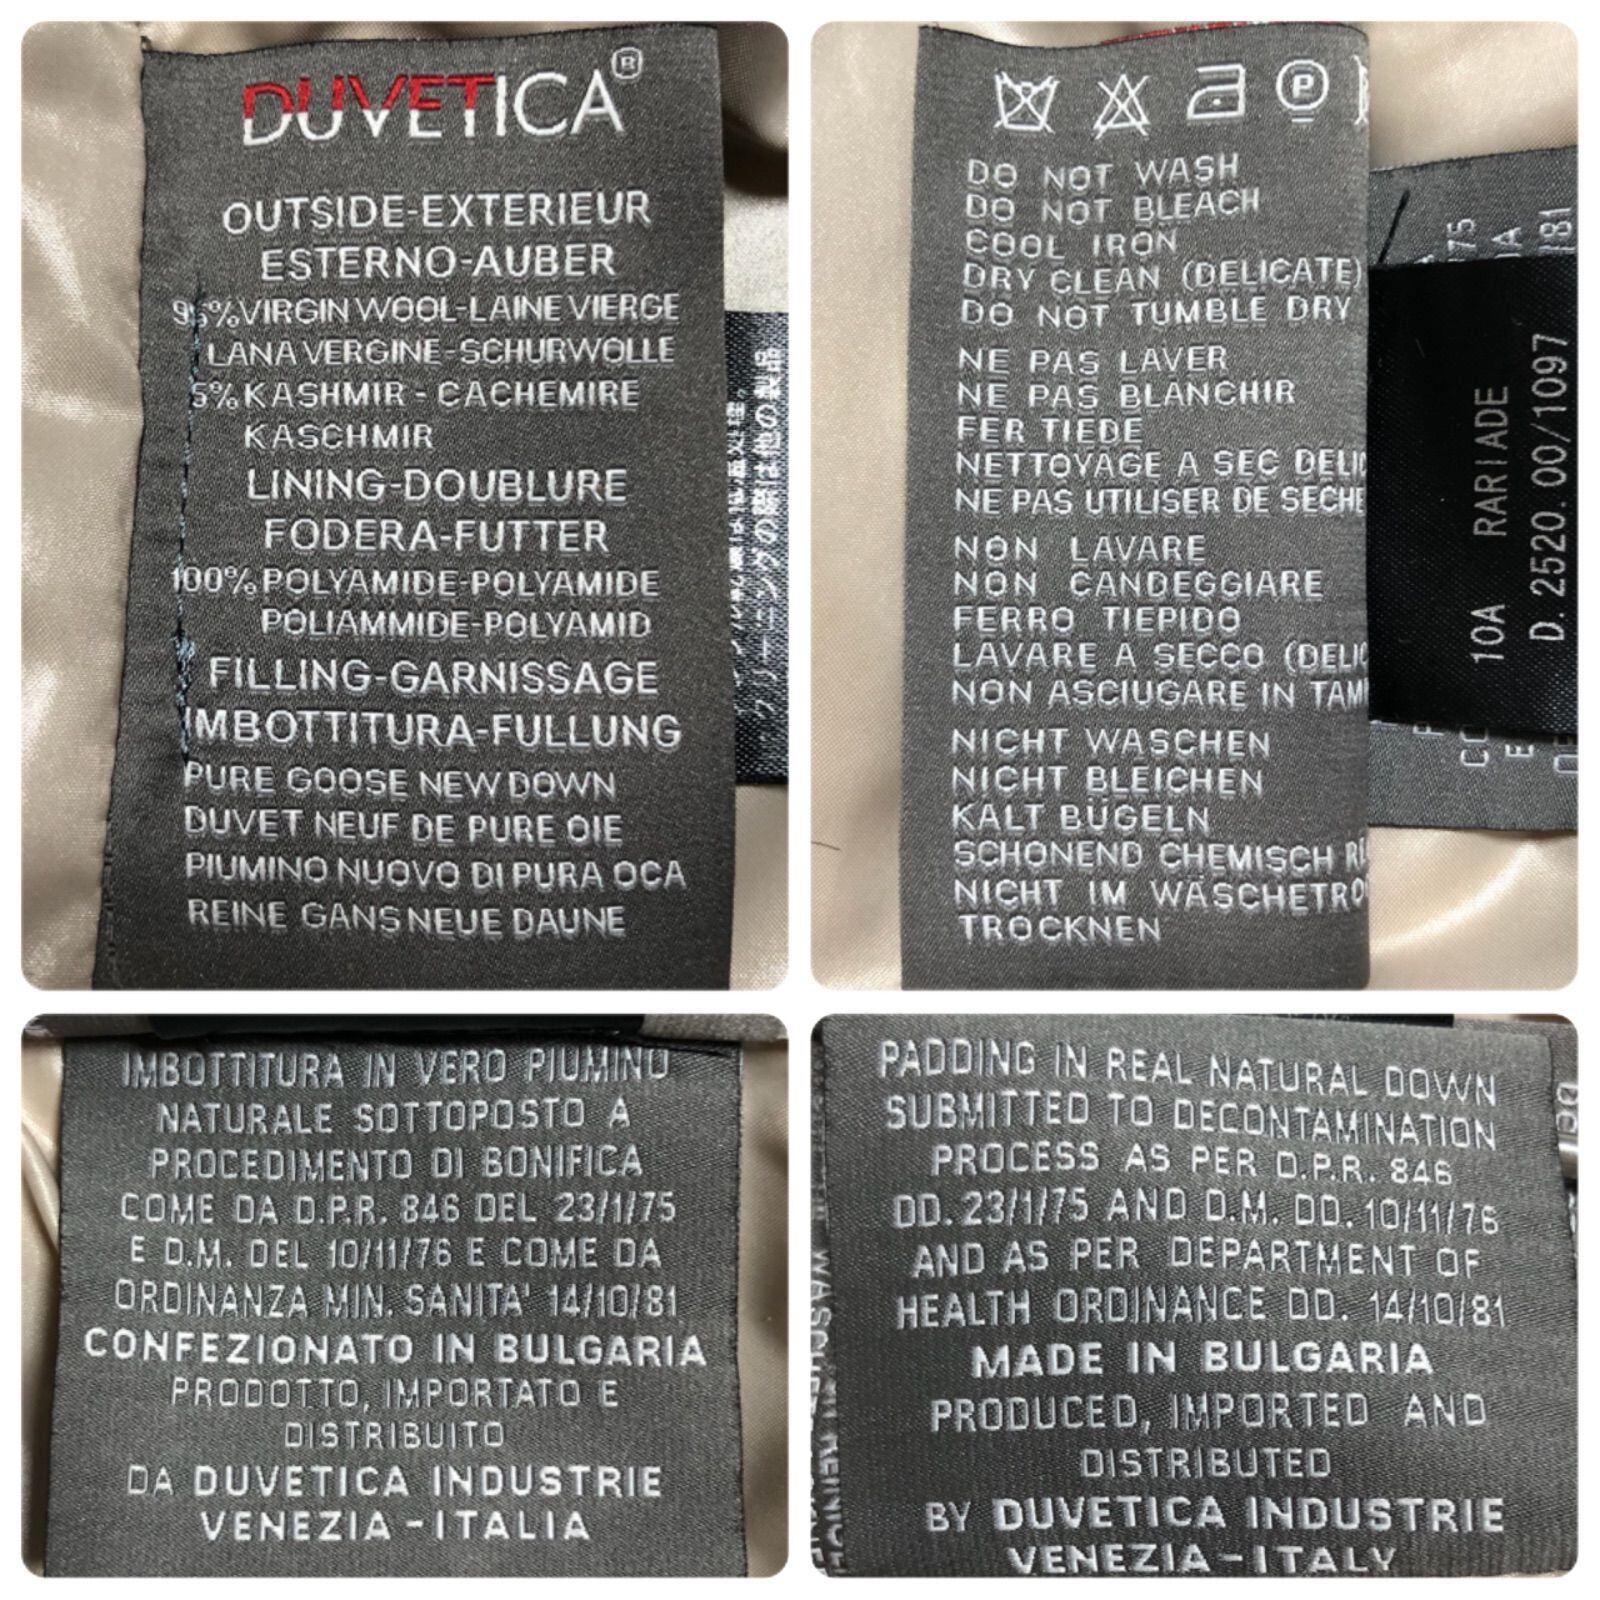 DUVETICA®
OUTSIDE-EXTERIEUR
ESTERNO-AUBER
95%VIRGIN WOOL-LAINE VIERGE
LANA VERGINE-SCHURWOLLE
5% KASHMIR - CACHEMIRE
KASCHMIR
LINING-DOUBLURE
FODERA-FUTTER
100% POLYAMIDE-POLYAMIDE
POLIAMMIDE-POLYAMID
FILLING-GARNISSAGE
IMBOTTITURA-FULLUNG
PURE GOOSE NEW DOWN
DUVET NEUF DE PURE OIE
PIUMINO NUOVO DI PURA OCA
REINE GANS NEUE DAUNE
P
DO NOT WASH
DO NOT BLEACH
COOL IRON
DRY CLEAN (DELICATE)
DO NOT TUMBLE DRY
NE PAS LAVER
NE PAS BLANCHIR
FER TIEDE
NETTOYAGE A SEC DELI
NE PAS UTILISER DE SECHE
NON LAVARE
NON CANDEGGIARE
FERRO TIEPIDO
LAVARE A SECCO (DELI
NON ASCIUGARE IN TAM
NICHT WASCHEN
NICHT BLEICHEN
KALT BÜGELN
SCHONEND CHEMISCH
NICHT IM WÄSCHETRO
TROCKNEN
10A RARIADE
D. 2520. 00/1097
IMBOTTITURA IN VERO PIUMINO
NATURALE SOTTOPOSTO A
PROCEDIMENTO DI BONIFICA
COME DA D.P.R. 846 DEL 23/1/75
E D.M. DEL 10/11/76 E COME DA
ORDINANZA MIN. SANITA' 14/10/81
CONFEZIONATO IN BULGARIA
PRODOTTO, IMPORTATO E
DISTRIBUITO
DA DUVETICA INDUSTRIE
VENEZIA - ITALIA
PADDING IN REAL NATURAL DOWN
SUBMITTED TO DECONTAMINATION
PROCESS AS PER D.P.R. 846
DD. 23/1/75 AND D.M. DD. 10/11/76
AND AS PER DEPARTMENT OF
HEALTH ORDINANCE DD. 14/10/81
MADE IN BULGARIA
PRODUCED, IMPORTED AND
DISTRIBUTED
BY DUVETICA INDUSTRIE
VENEZIA - ITALY